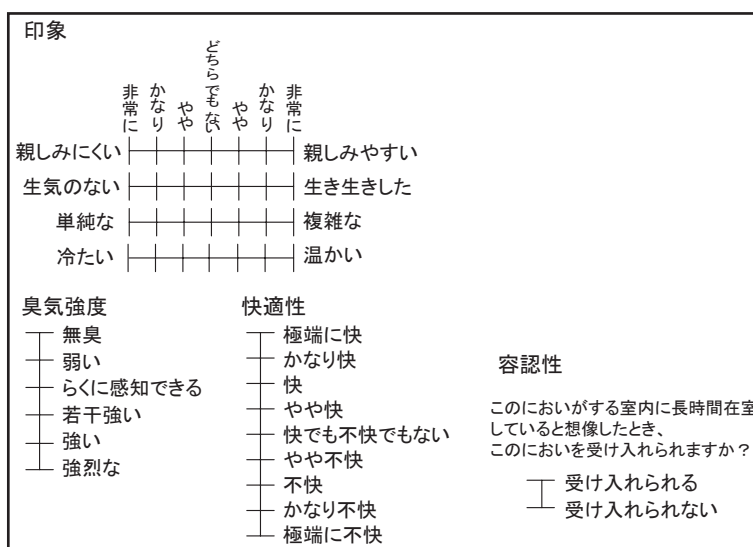 印象
非常に かなり やや どちらでもない やや かなり 非常に
親しみにくい 親しみやすい
生気のない 生き生きした
単純な 複雑な
冷たい 温かい
臭気強度
無臭
弱い
らくに感知できる
若干強い
強い
強烈な
快適性
極端に快
かなり快
快
やや快
快でも不快でもない
やや不快
不快
かなり不快
極端に不快
容認性
このにおいがする室内に長時間在室
していると想像したとき、
このにおいを受け入れられますか？
受け入れられる
受け入れられない